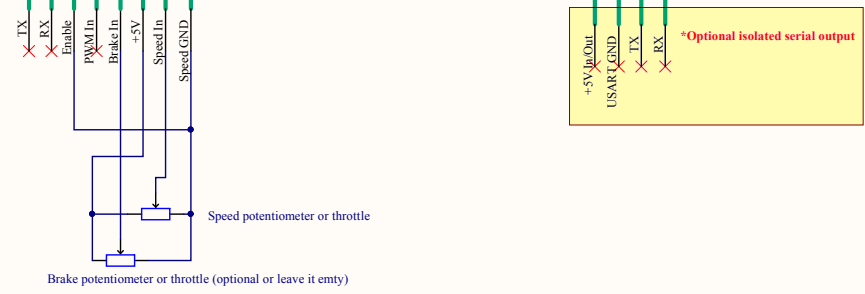 TX
RX
Enable
PWM In
Brake In
+5V
Speed In
Speed GND
+5V In/Out
USART GND
TX
RX
*Optional isolated serial output
Speed potentiometer or throttle
Brake potentiometer or throttle (optional or leave it emty)